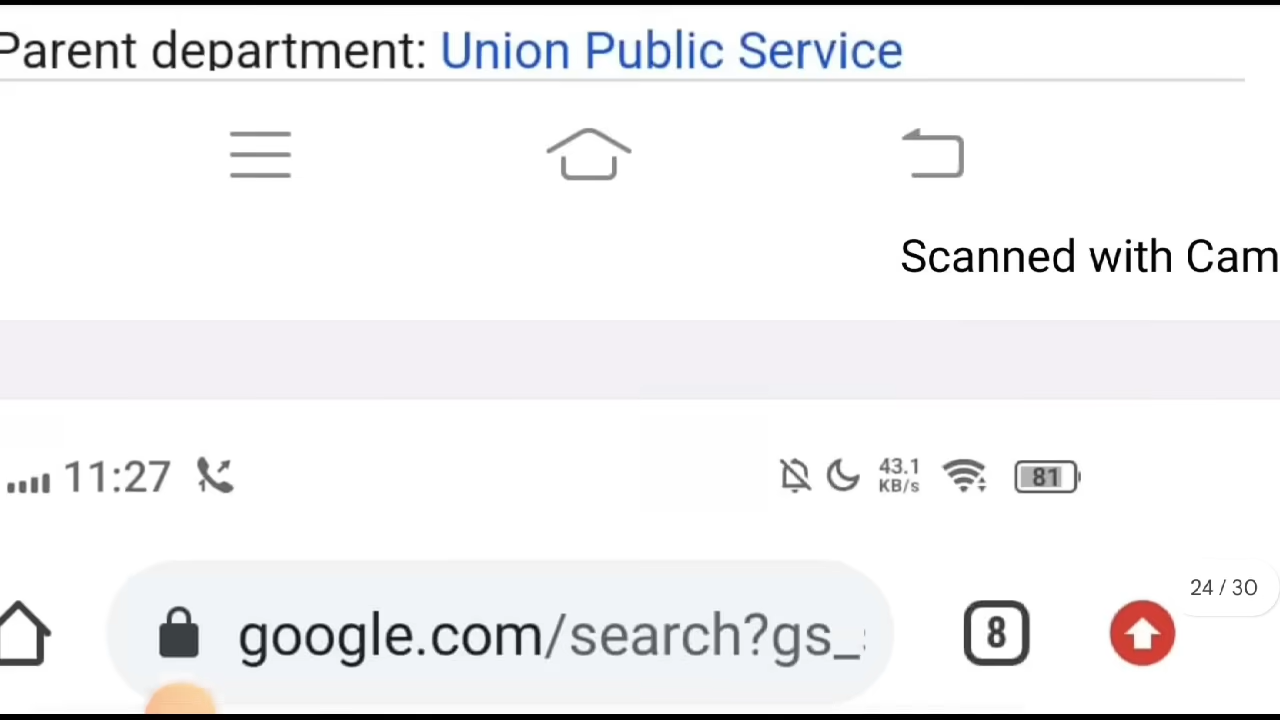 Parent department: Union Public Service
Scanned with Cam
11:27 43.1 KB/s 81
24 / 30
google.com/search?gs_ 8